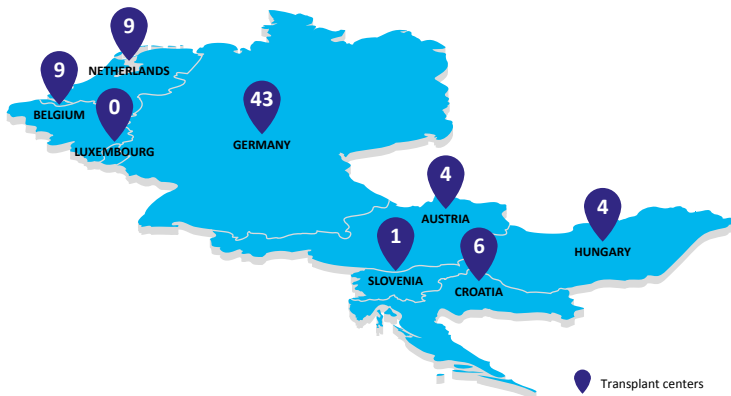 9
NETHERLANDS
9
BELGIUM
0
LUXEMBOURG
43
GERMANY
4
AUSTRIA
4
HUNGARY
1
SLOVENIA
6
CROATIA
Transplant centers